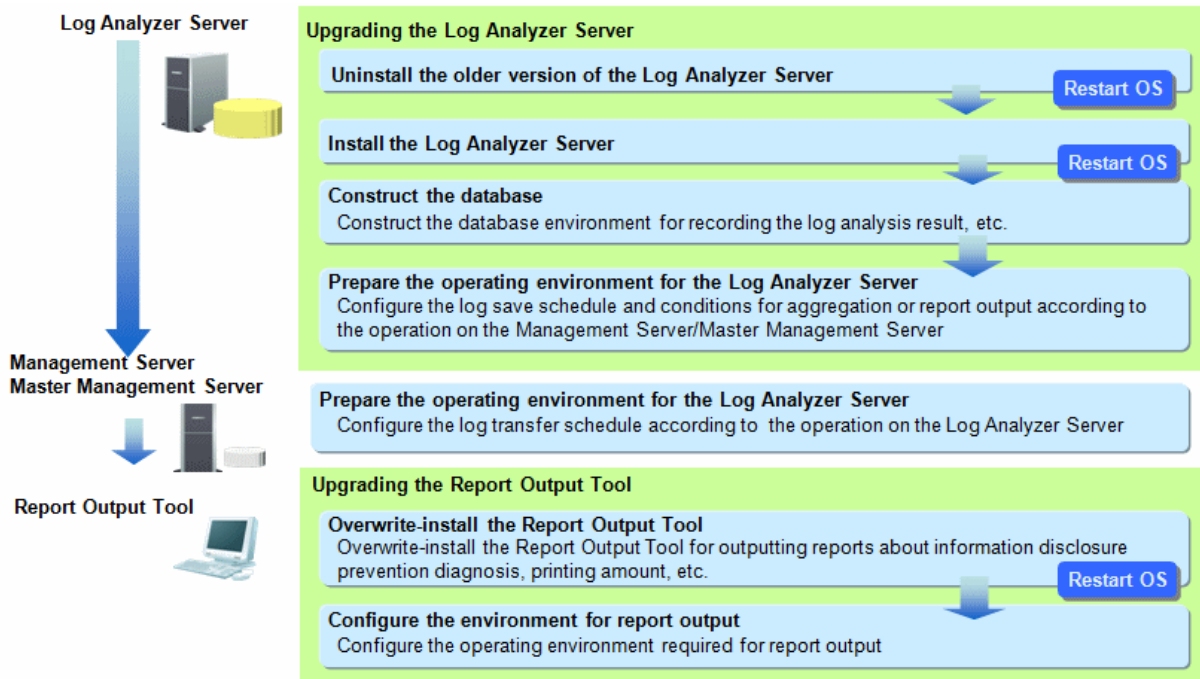 Log Analyzer Server
Upgrading the Log Analyzer Server
Uninstall the older version of the Log Analyzer Server
Restart OS
Install the Log Analyzer Server
Restart OS
Construct the database
Construct the database environment for recording the log analysis result, etc.
Prepare the operating environment for the Log Analyzer Server
Configure the log save schedule and conditions for aggregation or report output according to
the operation on the Management Server/Master Management Server
Management Server
Master Management Server
Prepare the operating environment for the Log Analyzer Server
Configure the log transfer schedule according to the operation on the Log Analyzer Server
Report Output Tool
Upgrading the Report Output Tool
Overwrite-install the Report Output Tool
Overwrite-install the Report Output Tool for outputting reports about information disclosure
prevention diagnosis, printing amount, etc.
Restart OS
Configure the environment for report output
Configure the operating environment required for report output